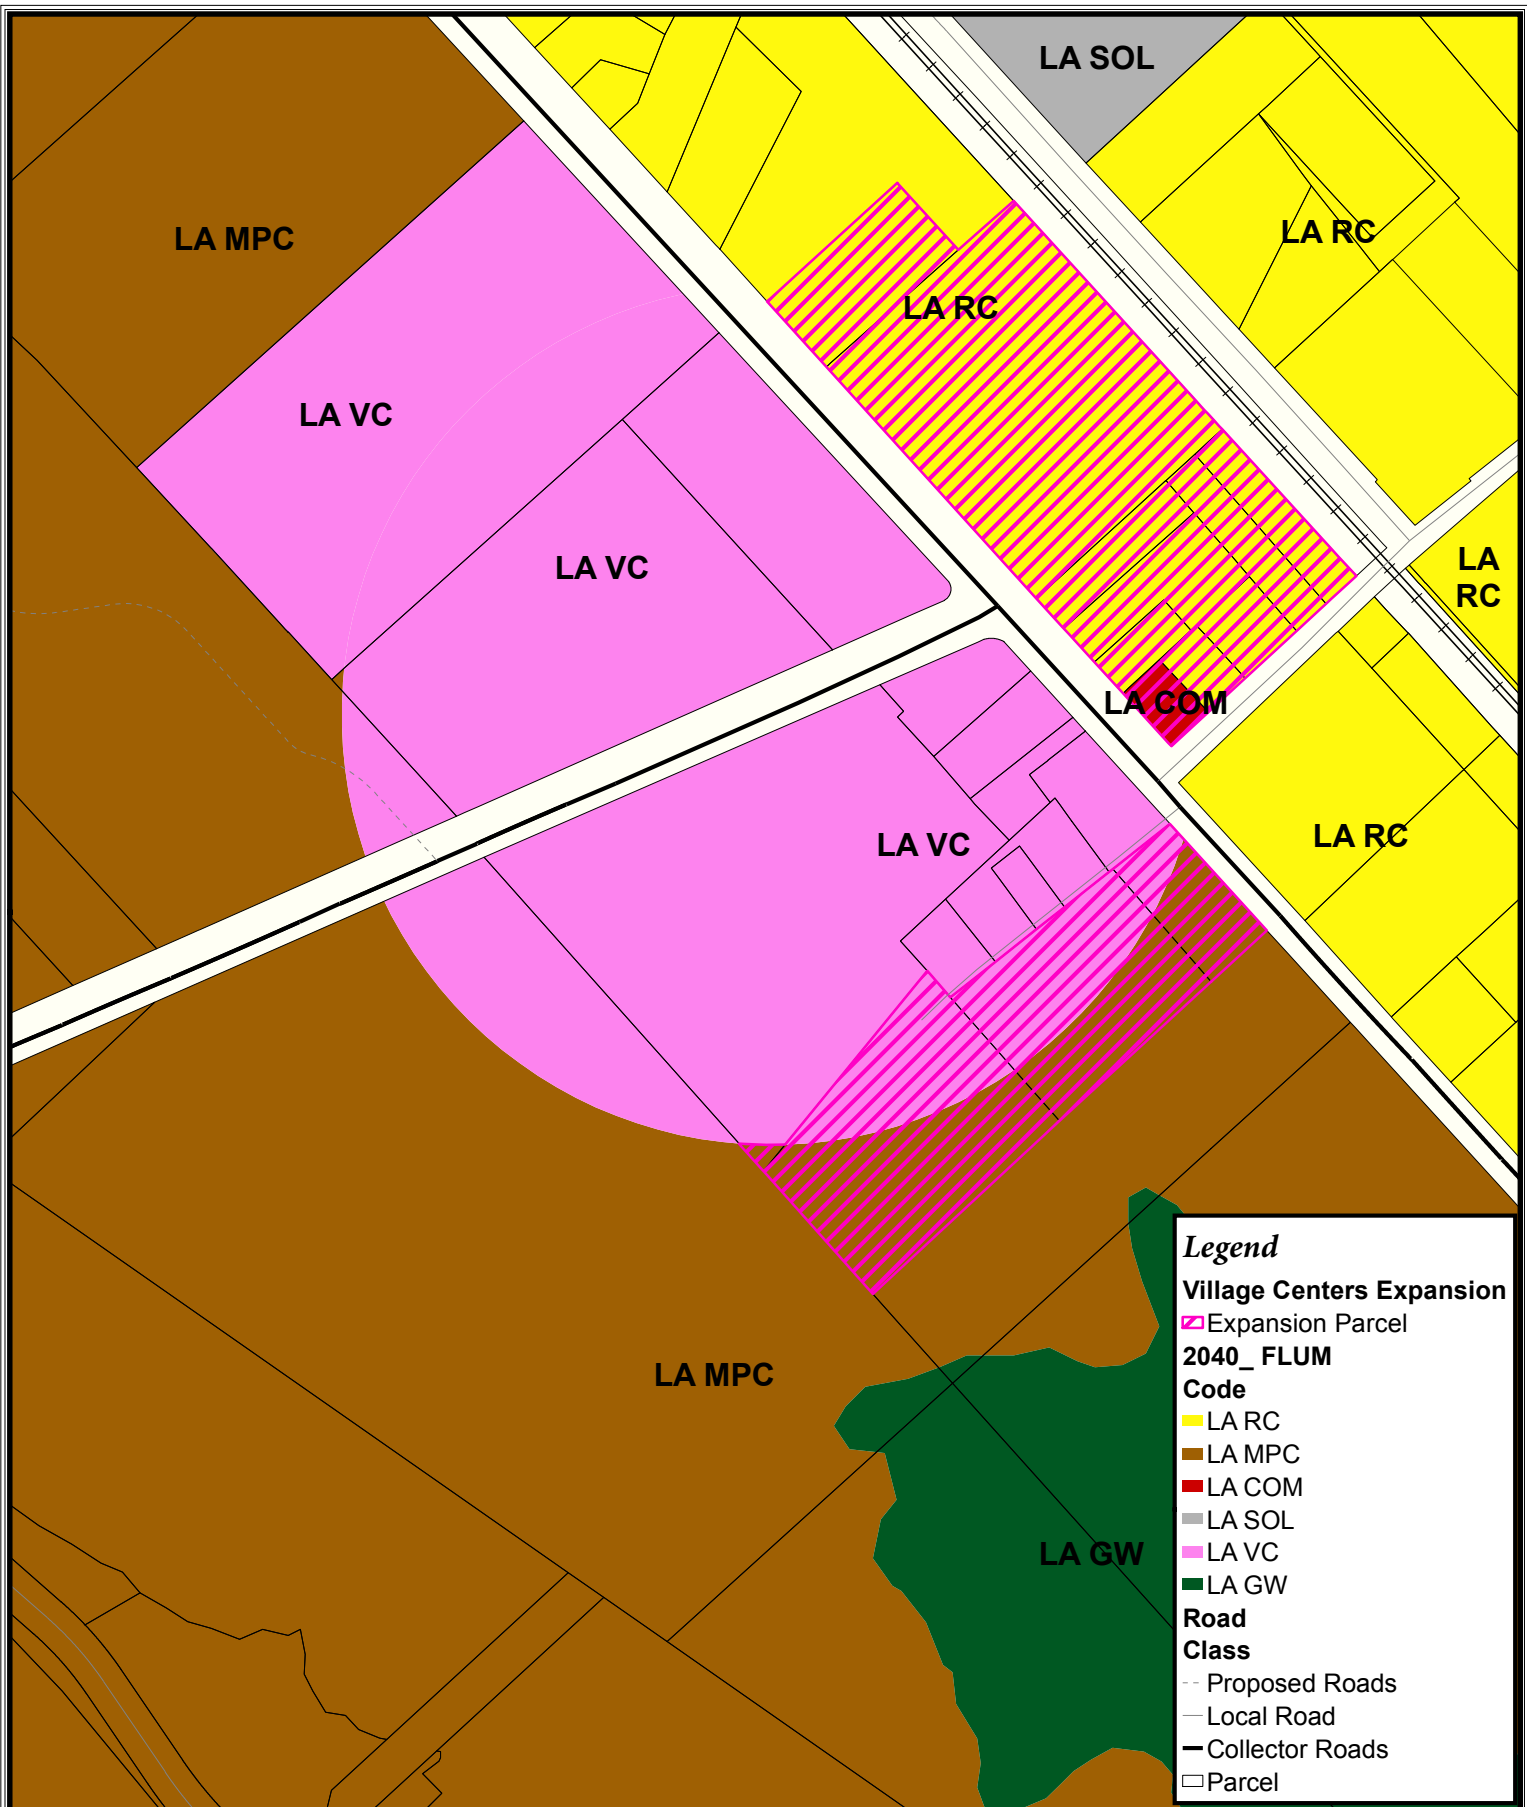 LA SOL
LA MPC
LA RC
LA RC
LA VC
LA VC
LA
RC
LA COM
LA VC
LA RC
LA MPC
LA GW
Legend
Village Centers Expansion
Expansion Parcel
2040_ FLUM
Code
LA RC
LA MPC
LA COM
LA SOL
LA VC
LA GW
Road
Class
Proposed Roads
Local Road
Collector Roads
Parcel